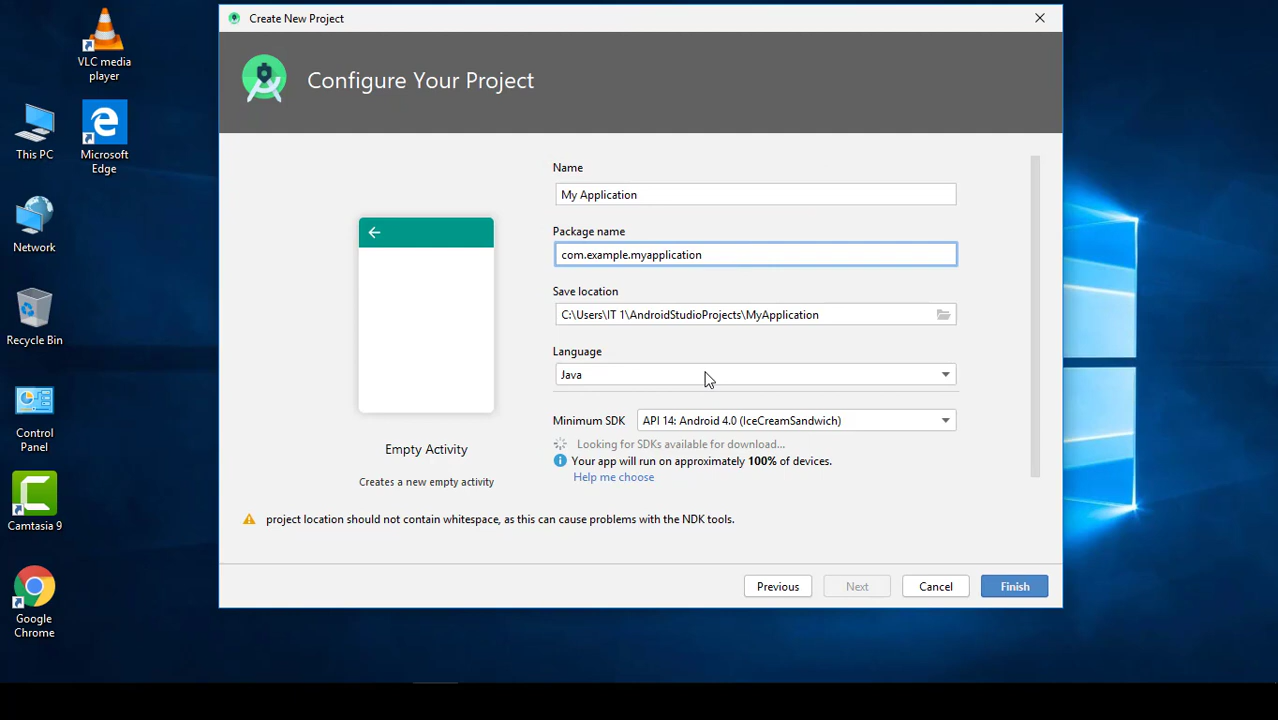 Create New Project
VLC media
player
Configure Your Project
This PC
Microsoft
Edge
Name
My Application
Package name
com.example.myapplication
Network
Save location
C:\Users\IT 1\AndroidStudioProjects\MyApplication
Recycle Bin
Language
Java
Control
Panel
Minimum SDK
API 14: Android 4.0 (IceCreamSandwich)
Looking for SDKs available for download...
Empty Activity
Your app will run on approximately 100% of devices.
Help me choose
Creates a new empty activity
Camtasia 9
project location should not contain whitespace, as this can cause problems with the NDK tools.
Previous
Next
Cancel
Finish
Google
Chrome